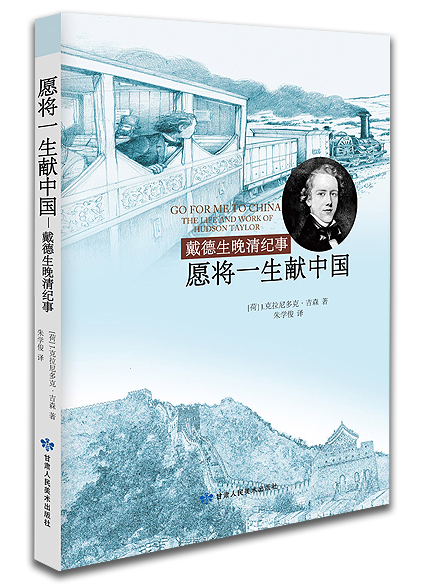 愿将一生献中国—戴德生晚清纪事
[荷]J.克拉尼多克·吉森 著
朱学俊 译
甘肃人民美术出版社
GO FOR ME TO CHINA
THE LIFE AND WORK OF
HUDSON TAYLOR
戴德生晚清纪事
愿将一生献中国
[荷]J.克拉尼多克·吉森 著
朱学俊 译
甘肃人民美术出版社